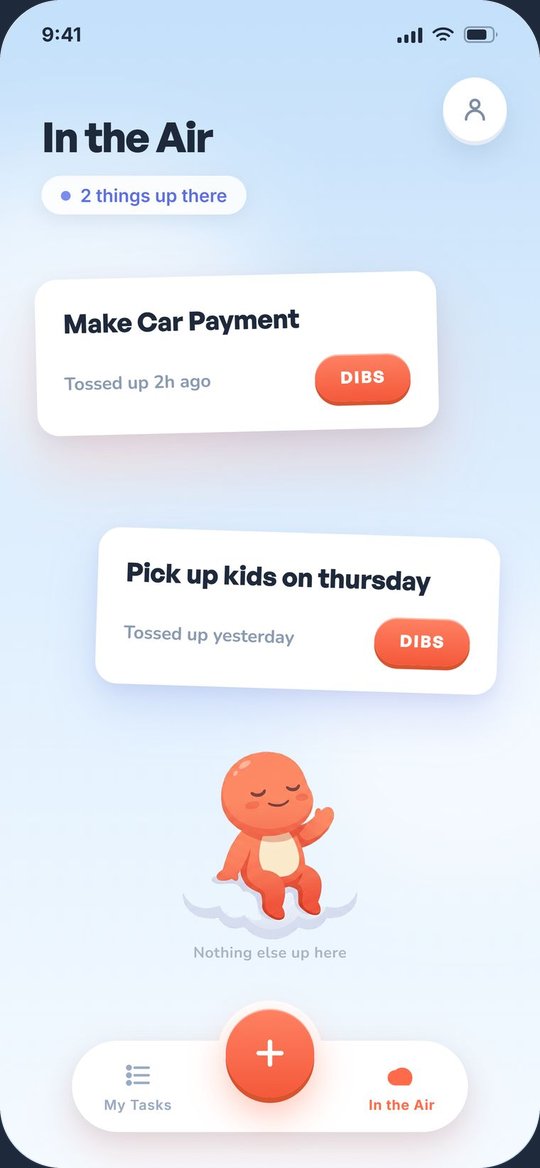 9:41
In the Air
2 things up there
Make Car Payment
Tossed up 2h ago
DIBS
Pick up kids on thursday
Tossed up yesterday
DIBS
Nothing else up here
My Tasks
In the Air